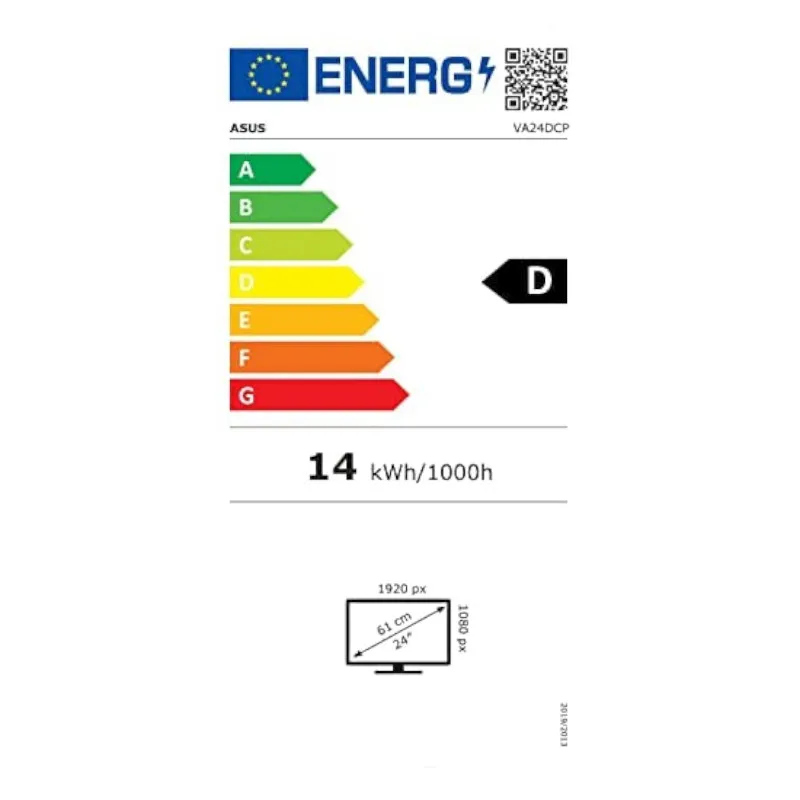 ENERG
ASUS VA24DCP
A
B
C
D
D
E
F
G
14 kWh/1000h
1920 px
1080 px
61 cm
24"
2019/2013